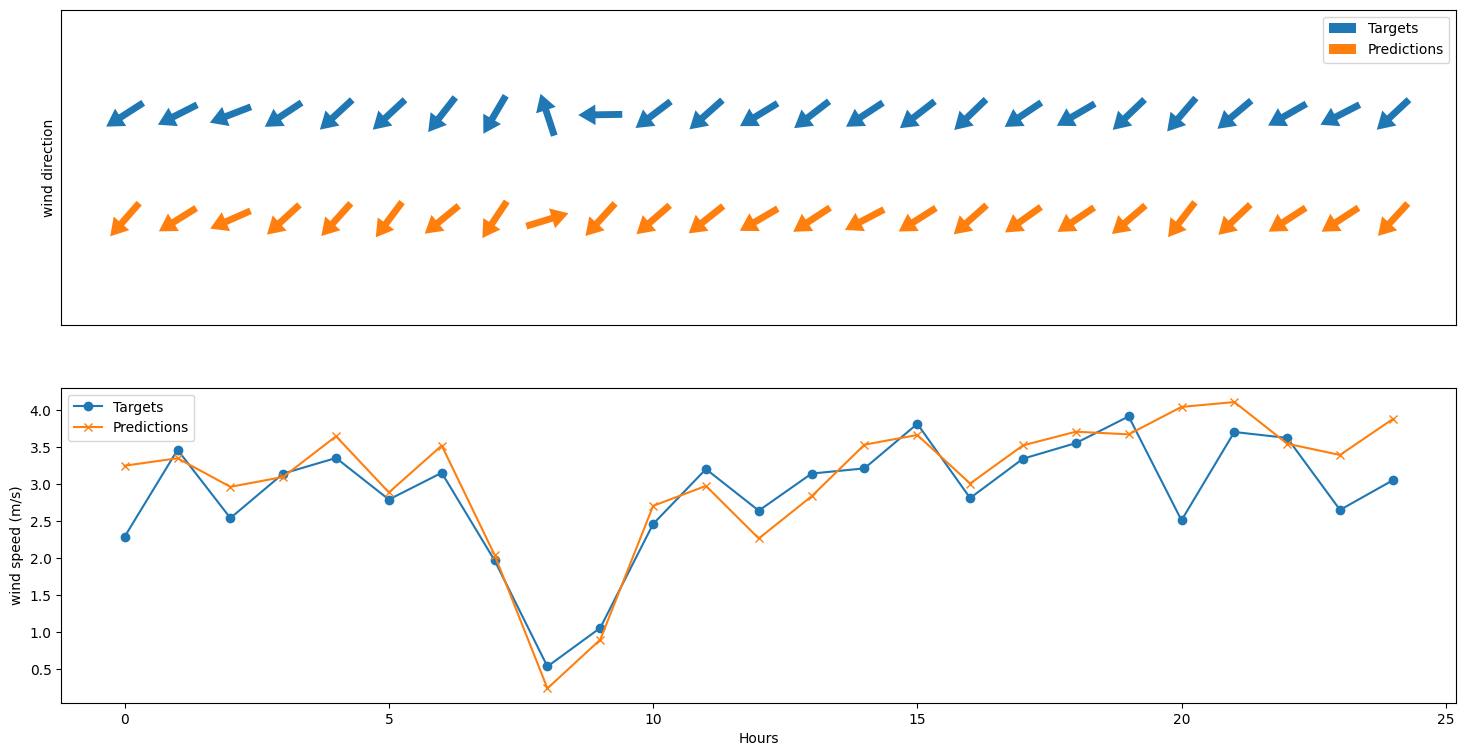 Targets
Predictions
wind direction
Targets
Predictions
wind speed (m/s)
4.0
3.5
3.0
2.5
2.0
1.5
1.0
0.5
0 5 10 15 20 25
Hours